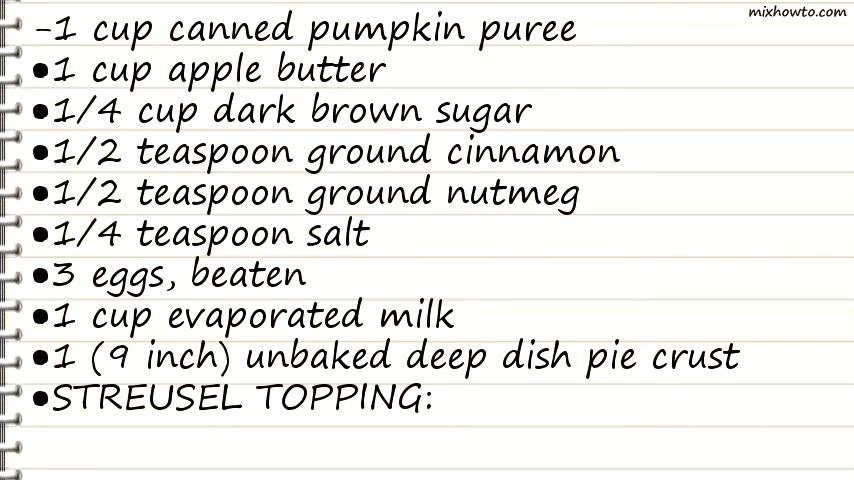 mixhowto.com
-1 cup canned pumpkin puree
•1 cup apple butter
•1/4 cup dark brown sugar
•1/2 teaspoon ground cinnamon
•1/2 teaspoon ground nutmeg
•1/4 teaspoon salt
•3 eggs, beaten
•1 cup evaporated milk
•1 (9 inch) unbaked deep dish pie crust
•STREUSEL TOPPING: